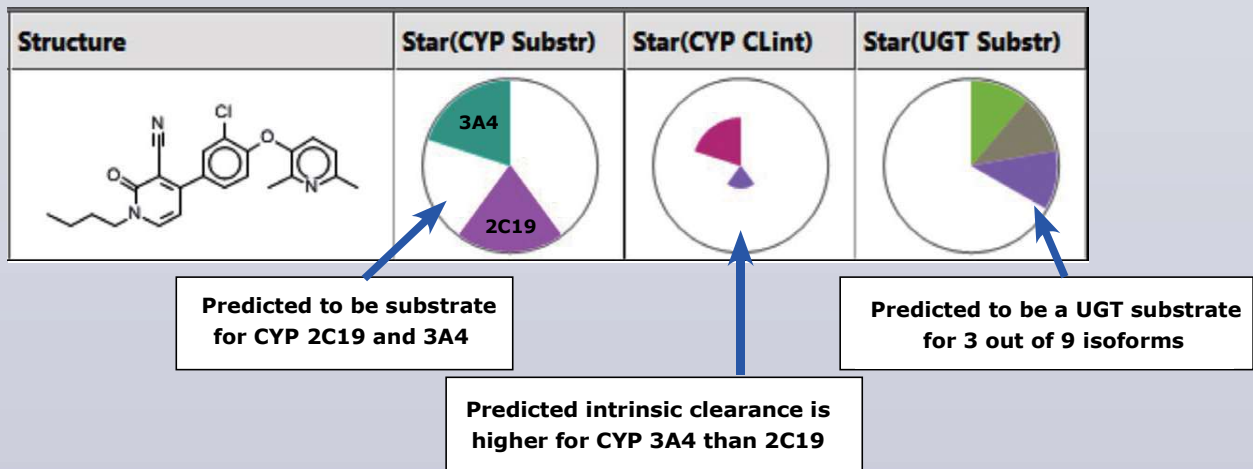 Structure
Star(CYP Substr)
Star(CYP CLint)
Star(UGT Substr)
N
Cl
O
O
N
N
3A4
2C19
Predicted to be substrate
for CYP 2C19 and 3A4
Predicted intrinsic clearance is
higher for CYP 3A4 than 2C19
Predicted to be a UGT substrate
for 3 out of 9 isoforms